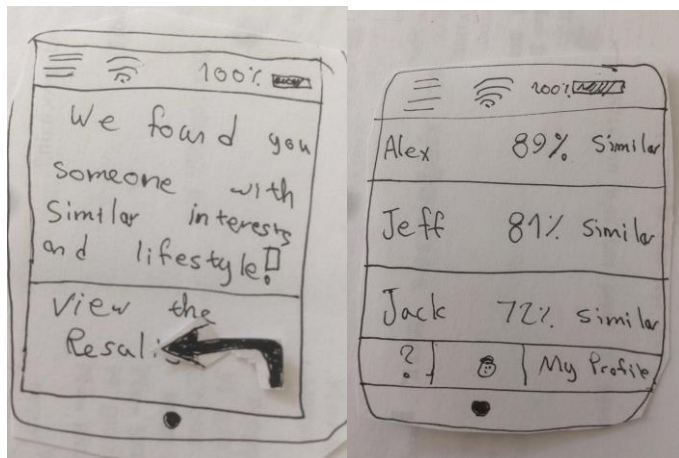 100%
We found you
someone with
Similar interests
and lifestyle!
View the
100%
Alex 89% Similar
Jeff 81% Similar
Jack 72% Similar
? My Profile